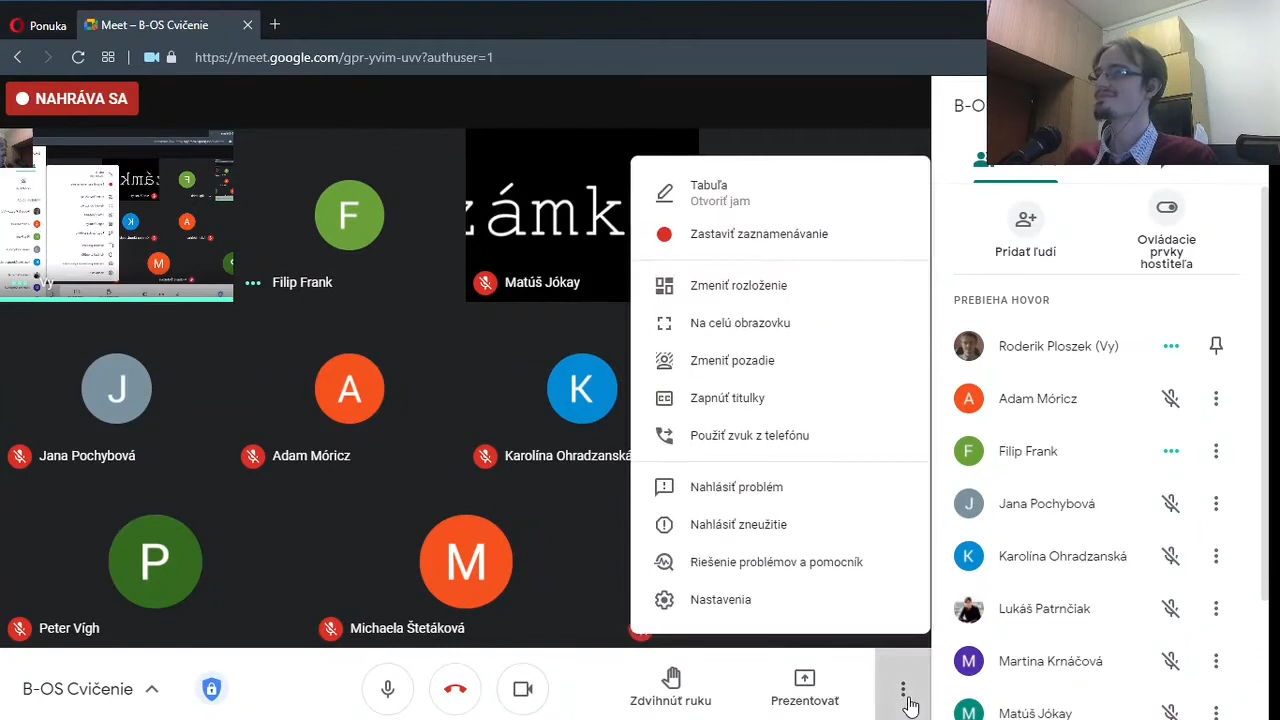 Ponuka
Meet – B-OS Cvičenie
https://meet.google.com/gpr-yvim-uvv?authuser=1
NAHRÁVA SA
B-O
Vy
F
Filip Frank
zámk
Matúš Jókay
J
Jana Pochybová
A
Adam Móricz
K
Karolína Ohradzanská
P
Peter Vígh
M
Michaela Štetáková
Tabuľa
Otvoriť jam
Zastaviť zaznamenávanie
Zmeniť rozloženie
Na celú obrazovku
Zmeniť pozadie
Zapnúť titulky
Použiť zvuk z telefónu
Nahlásiť problém
Nahlásiť zneužitie
Riešenie problémov a pomocník
Nastavenia
Pridať ľudí
Ovládacie
prvky
hostiteľa
PREBIEHA HOVOR
Roderik Ploszek (Vy)
A Adam Móricz
F Filip Frank
J Jana Pochybová
K Karolína Ohradzanská
Lukáš Patrnčiak
M Martina Krnáčová
M Matúš Jókay
B-OS Cvičenie
Zdvihnúť ruku
Prezentovať